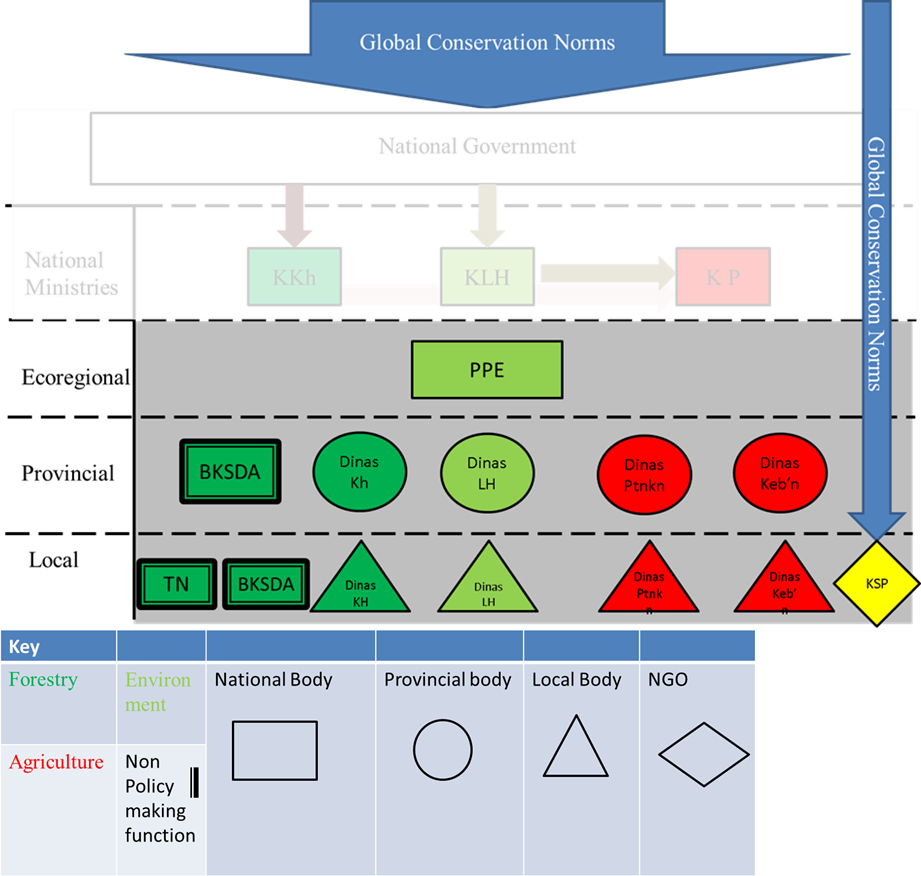 Global Conservation Norms
National Government
Global Conservation Norms
National
Ministries
KKh
KLH
K P
Ecoregional
PPE
Provincial
BKSDA
Dinas
Kh
Dinas
LH
Dinas
Ptnkn
Dinas
Keb'n
Local
TN
BKSDA
Dinas
KH
Dinas
LH
Dinas
Ptnk
n
Dinas
Keb'
n
KSP
Key
Forestry
Environ
ment
National Body
Provincial body
Local Body
NGO
Agriculture
Non
Policy
making
function